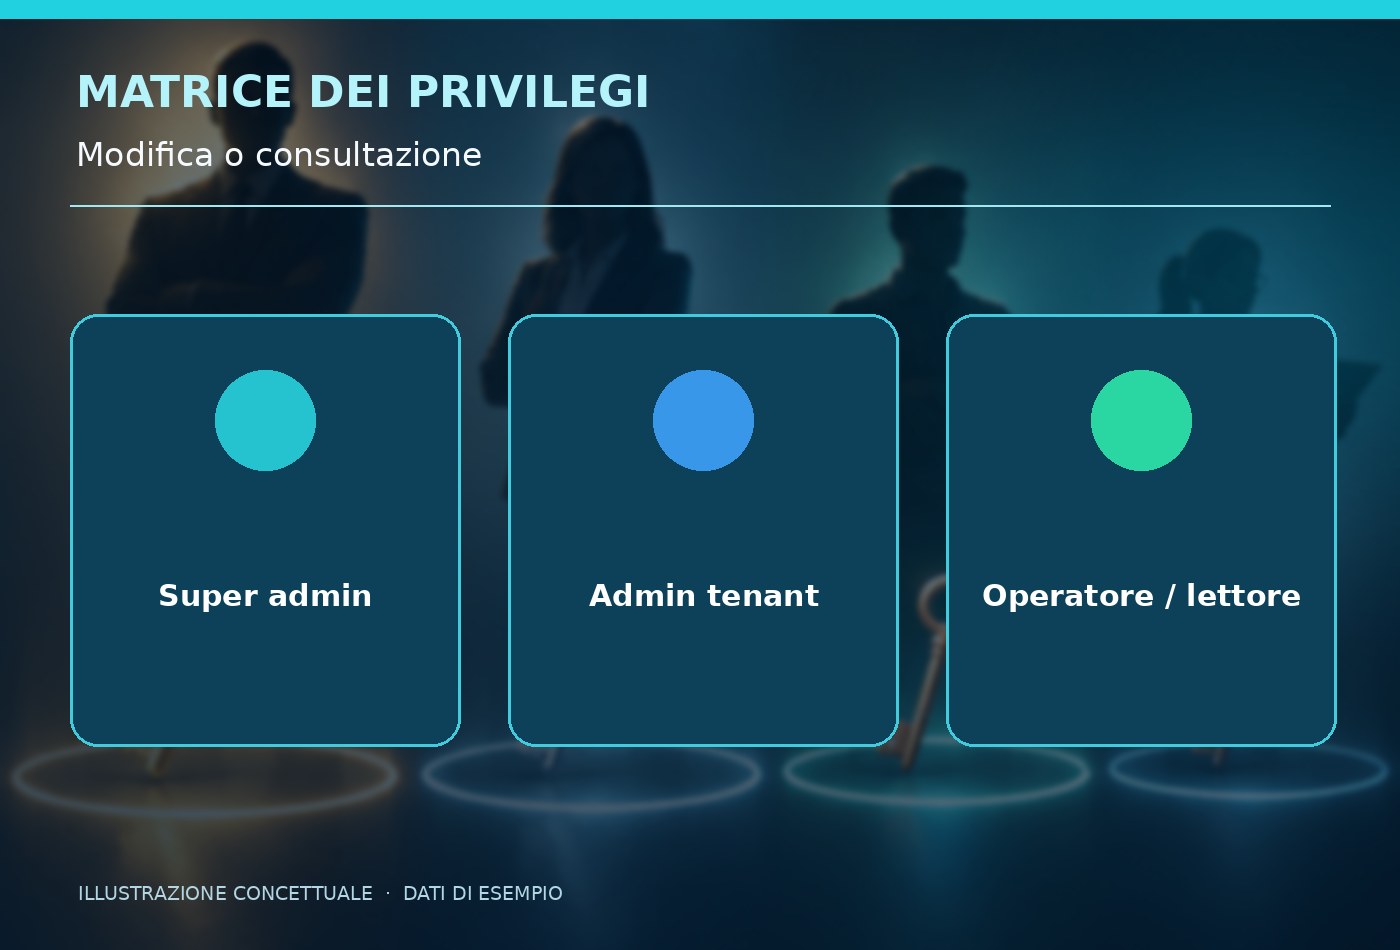 MATRICE DEI PRIVILEGI
Modifica o consultazione
Super admin
Admin tenant
Operatore / lettore
ILLUSTRAZIONE CONCETTUALE · DATI DI ESEMPIO